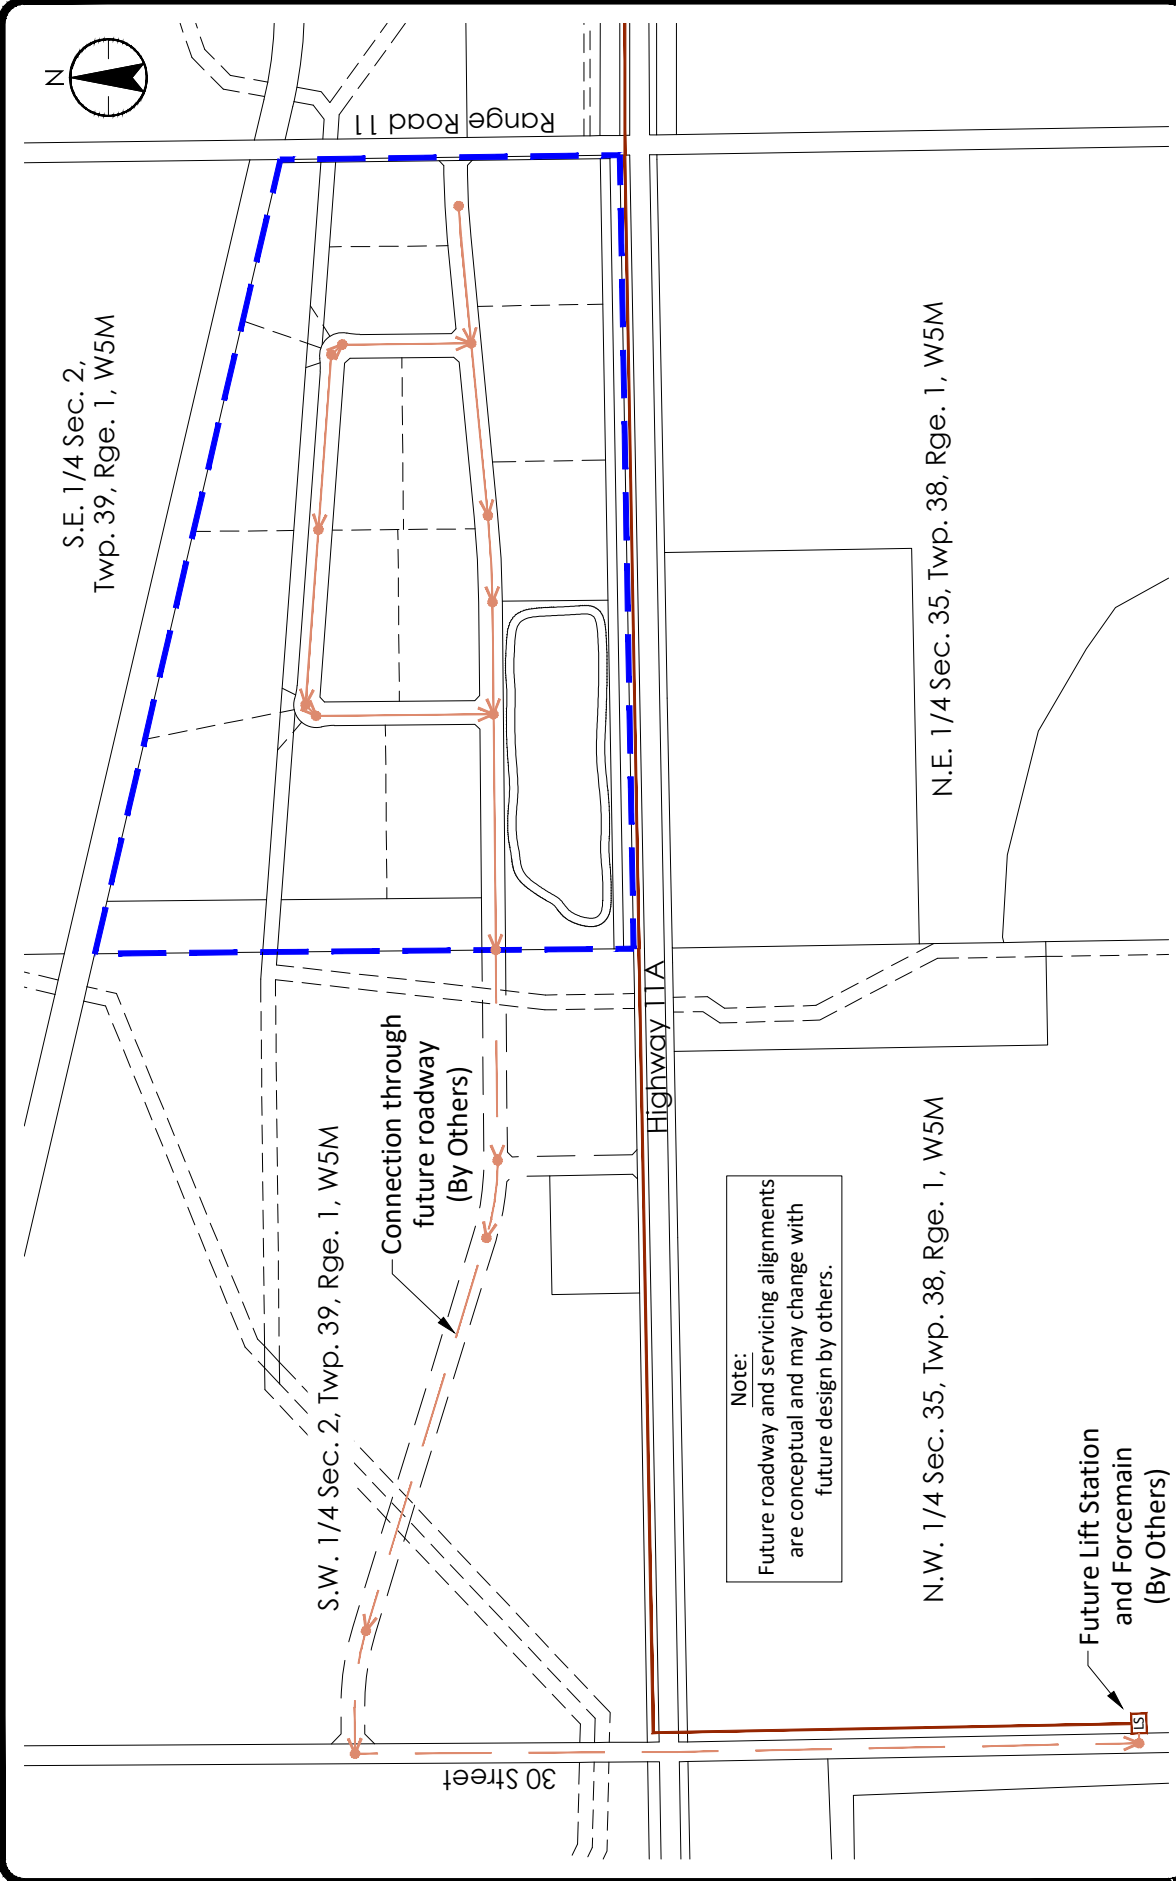 N
Range Road 11
S.E. 1/4 Sec. 2,
Twp. 39, Rge. 1, W5M
N.E. 1/4 Sec. 35, Twp. 38, Rge. 1, W5M
Connection through
future roadway
(By Others)
Highway 11A
S.W. 1/4 Sec. 2, Twp. 39, Rge. 1, W5M
Note:
Future roadway and servicing alignments
are conceptual and may change with
future design by others.
N.W. 1/4 Sec. 35, Twp. 38, Rge. 1, W5M
Future Lift Station
and Forcemain
(By Others)
LS
30 Street